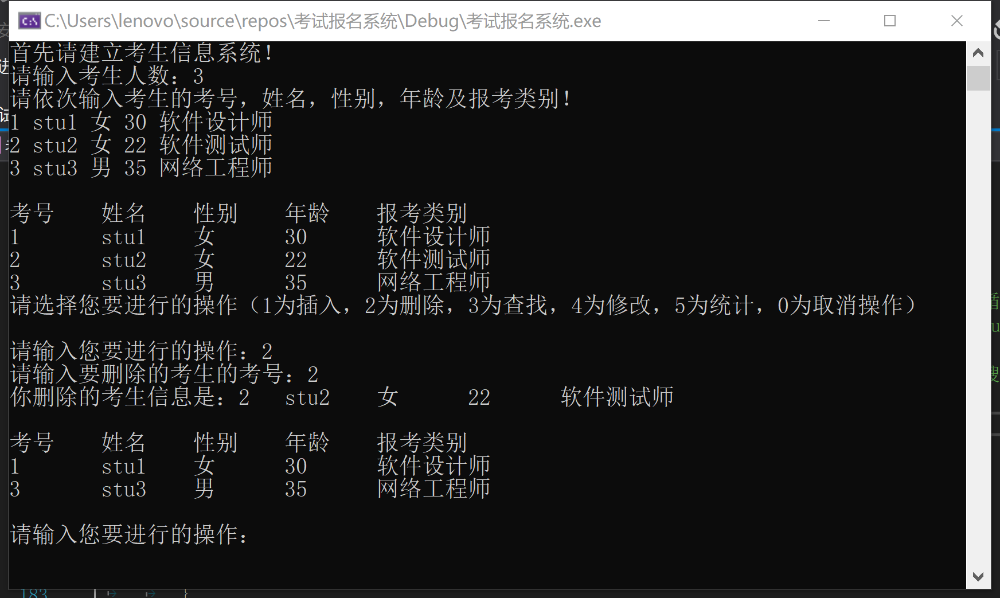 C:\Users\lenovo\source\repos\考试报名系统\Debug\考试报名系统.exe
首先请建立考生信息系统！
请输入考生人数：3
请依次输入考生的考号，姓名，性别，年龄及报考类别！
1 stu1 女 30 软件设计师
2 stu2 女 22 软件测试师
3 stu3 男 35 网络工程师
考号 姓名 性别 年龄 报考类别
1 stu1 女 30 软件设计师
2 stu2 女 22 软件测试师
3 stu3 男 35 网络工程师
请选择您要进行的操作（1为插入，2为删除，3为查找，4为修改，5为统计，0为取消操作）
请输入您要进行的操作：2
请输入要删除的考生的考号：2
你删除的考生信息是：2 stu2 女 22 软件测试师
考号 姓名 性别 年龄 报考类别
1 stu1 女 30 软件设计师
3 stu3 男 35 网络工程师
请输入您要进行的操作：
183 }